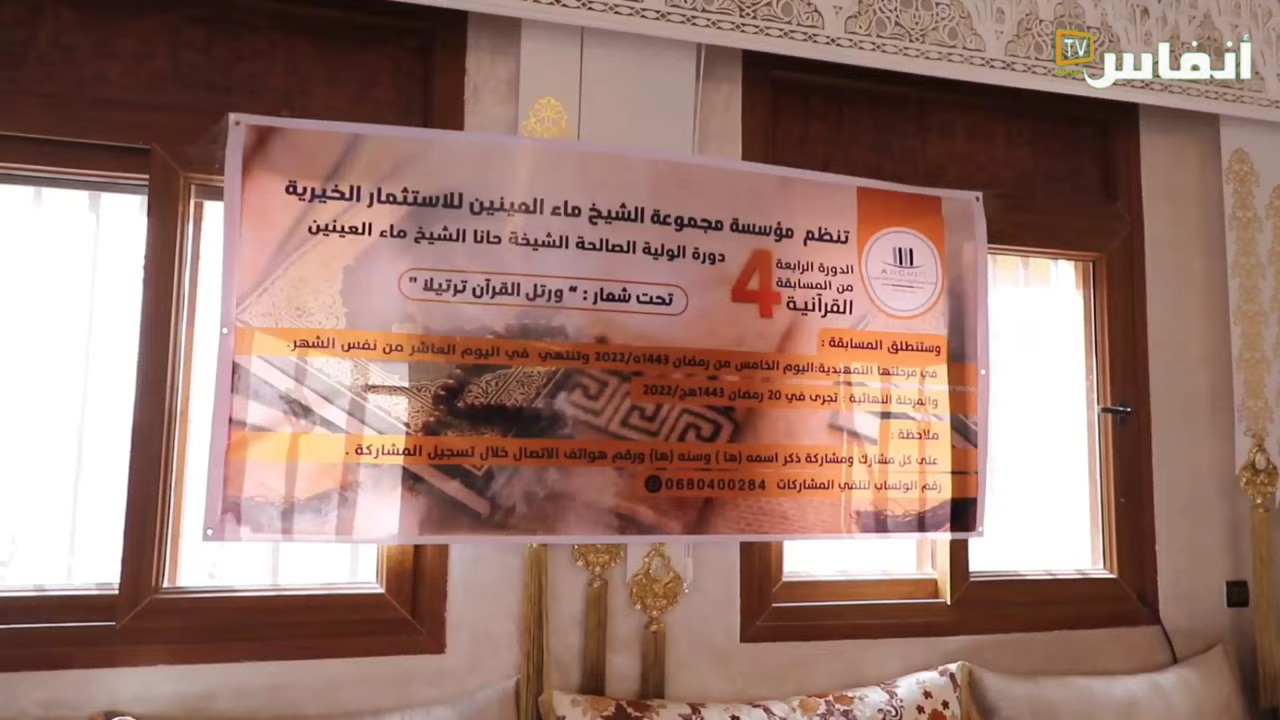 أنفاس
TV
تنظم مؤسسة مجموعة الشيخ ماء العينين للاستثمار الخيرية
الدورة الرابعة
من المسابقة
القرآنية
4
دورة الولية الصالحة الشيخة حانا الشيخ ماء العينين
تحت شعار : “ ورتل القرآن ترتيلا "
وستنطلق المسابقة :
في مرحلتها التمهيدية:اليوم الخامس من رمضان 1443ه/2022 وتنتهي في اليوم العاشر من نفس الشهر.
والمرحلة النهائية : تجرى في 20 رمضان 1443هج/2022
ملاحظة :
على كل مشارك ومشاركة ذكر اسمه (ها ) وسنه (ها) ورقم هواتف الاتصال خلال تسجيل المشاركة .
رقم الوتساب لتلقي المشاركات 0680400284